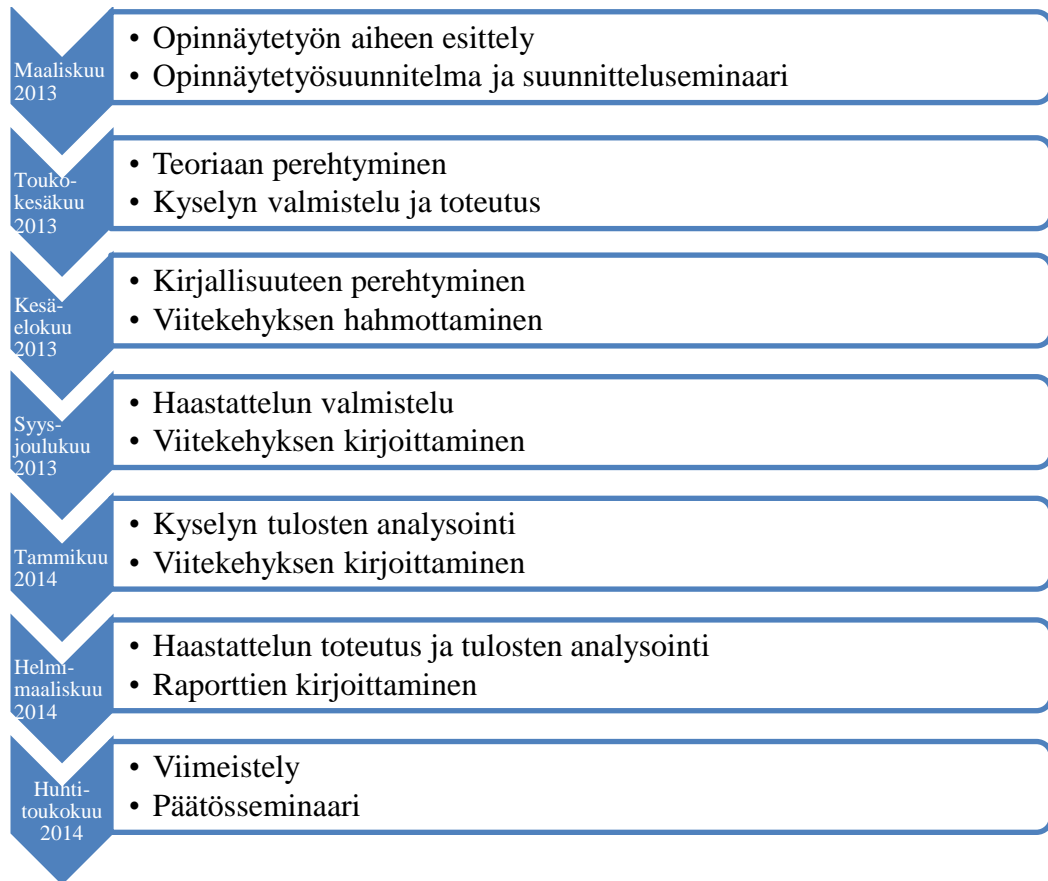 Maaliskuu
2013
• Opinnäytetyön aiheen esittely
• Opinnäytetyösuunnitelma ja suunnitteluseminaari
Touko-
kesäkuu
2013
• Teoriaan perehtyminen
• Kyselyn valmistelu ja toteutus
Kesä-
elokuu
2013
• Kirjallisuuteen perehtyminen
• Viitekehyksen hahmottaminen
Syys-
joulukuu
2013
• Haastattelun valmistelu
• Viitekehyksen kirjoittaminen
Tammikuu
2014
• Kyselyn tulosten analysointi
• Viitekehyksen kirjoittaminen
Helmi-
maaliskuu
2014
• Haastattelun toteutus ja tulosten analysointi
• Raporttien kirjoittaminen
Huhti-
toukokuu
2014
• Viimeistely
• Päätösseminaari